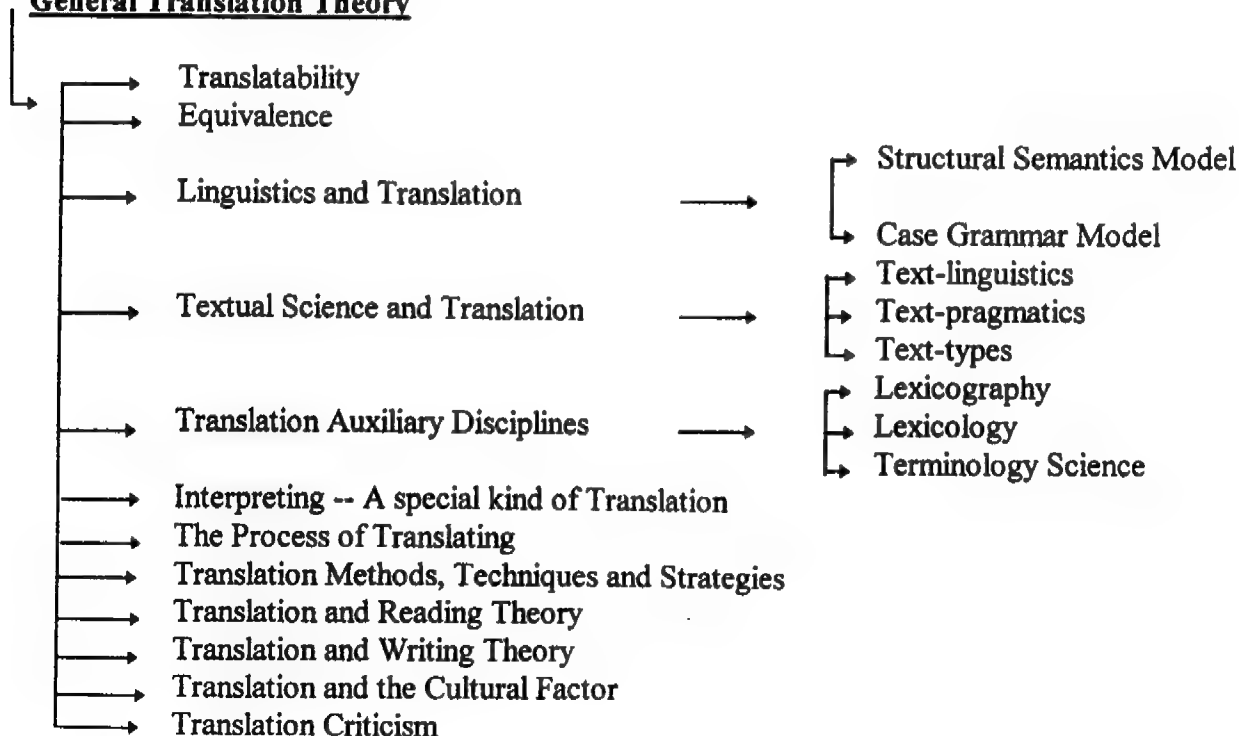 General Translation Theory
Translatability
Equivalence
Linguistics and Translation
Structural Semantics Model
Case Grammar Model
Textual Science and Translation
Text-linguistics
Text-pragmatics
Text-types
Translation Auxiliary Disciplines
Lexicography
Lexicology
Terminology Science
Interpreting -- A special kind of Translation
The Process of Translating
Translation Methods, Techniques and Strategies
Translation and Reading Theory
Translation and Writing Theory
Translation and the Cultural Factor
Translation Criticism